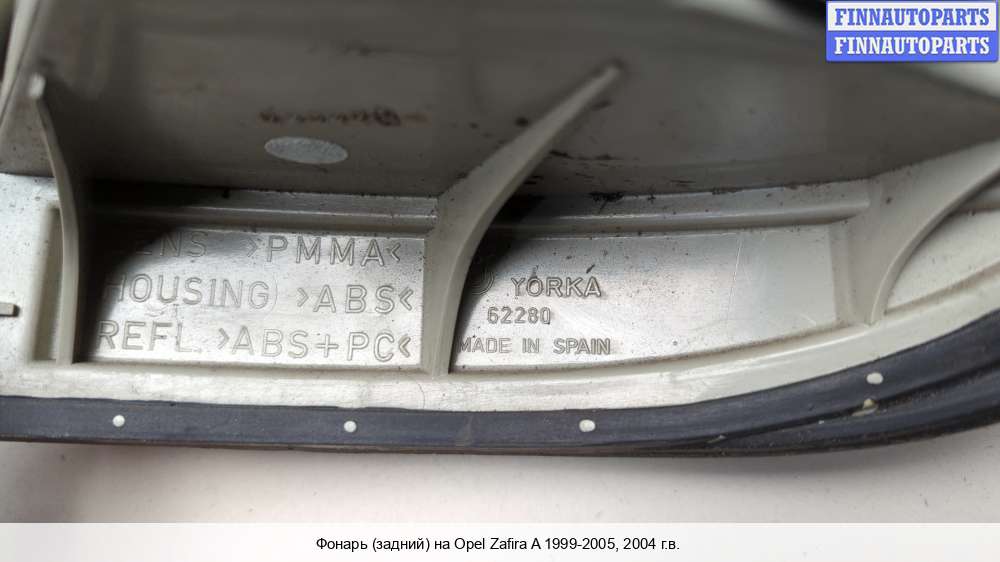 FINNAUTOPARTS
FINNAUTOPARTS
LENS >PMMA<
HOUSING >ABS<
REFL. >ABS+PC<
YORKA
62280
MADE IN SPAIN
Фонарь (задний) на Opel Zafira A 1999-2005, 2004 г.в.